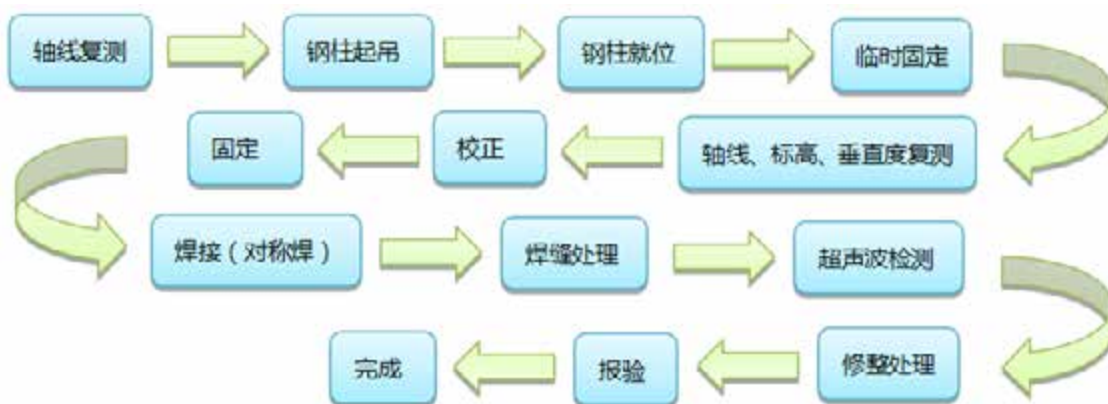 轴线复测
钢柱起吊
钢柱就位
临时固定
轴线、标高、垂直度复测
校正
固定
焊接（对称焊）
焊缝处理
超声波检测
修整处理
报验
完成